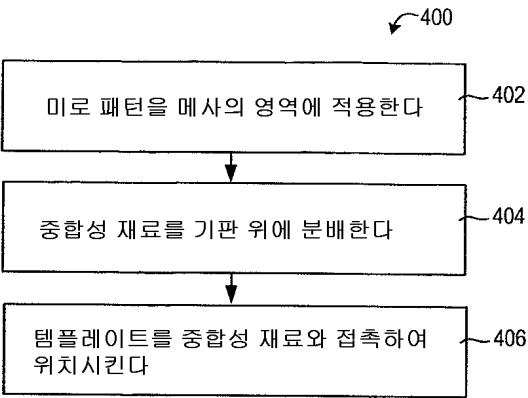 400
미로 패턴을 메사의 영역에 적용한다
402
중합성 재료를 기판 위에 분배한다
404
템플레이트를 중합성 재료와 접촉하여
위치시킨다
406